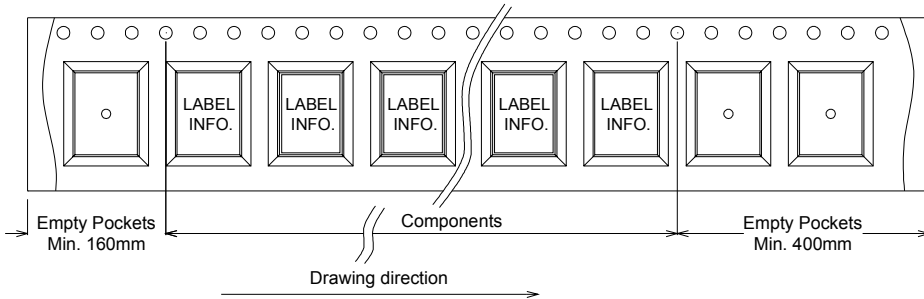 LABEL
INFO.
LABEL
INFO.
LABEL
INFO.
LABEL
INFO.
LABEL
INFO.
Empty Pockets
Min. 160mm
Components
Empty Pockets
Min. 400mm
Drawing direction